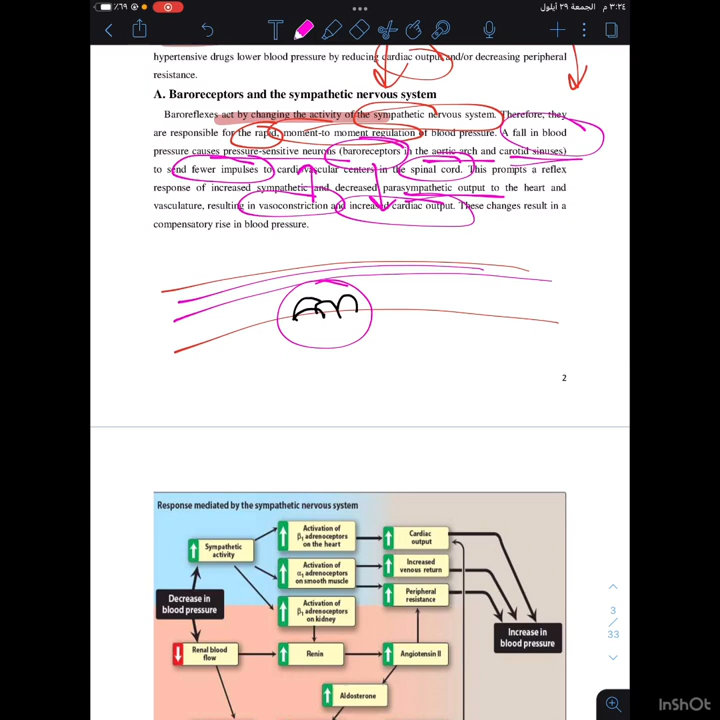 ٣:٢٤ م الجمعة ٢٩ أيلول
٪٦٩
hypertensive drugs lower blood pressure by reducing cardiac output and/or decreasing peripheral
resistance.
A. Baroreceptors and the sympathetic nervous system
Baroreflexes act by changing the activity of the sympathetic nervous system. Therefore, they
are responsible for the rapid, moment-to moment regulation of blood pressure. A fall in blood
pressure causes pressure-sensitive neurons (baroreceptors in the aortic arch and carotid sinuses)
to send fewer impulses to cardiovascular centers in the spinal cord. This prompts a reflex
response of increased sympathetic and decreased parasympathetic output to the heart and
vasculature, resulting in vasoconstriction and increased cardiac output. These changes result in a
compensatory rise in blood pressure.
2
Response mediated by the sympathetic nervous system
Sympathetic
activity
Activation of
β1 adrenoceptors
on the heart
Cardiac
output
Activation of
α1 adrenoceptors
on smooth muscle
Increased
venous return
Peripheral
resistance
Decrease in
blood pressure
Activation of
β1 adrenoceptors
on kidney
Increase in
blood pressure
Renal blood
flow
Renin
Angiotensin II
Aldosterone
3
/
33
InShOt